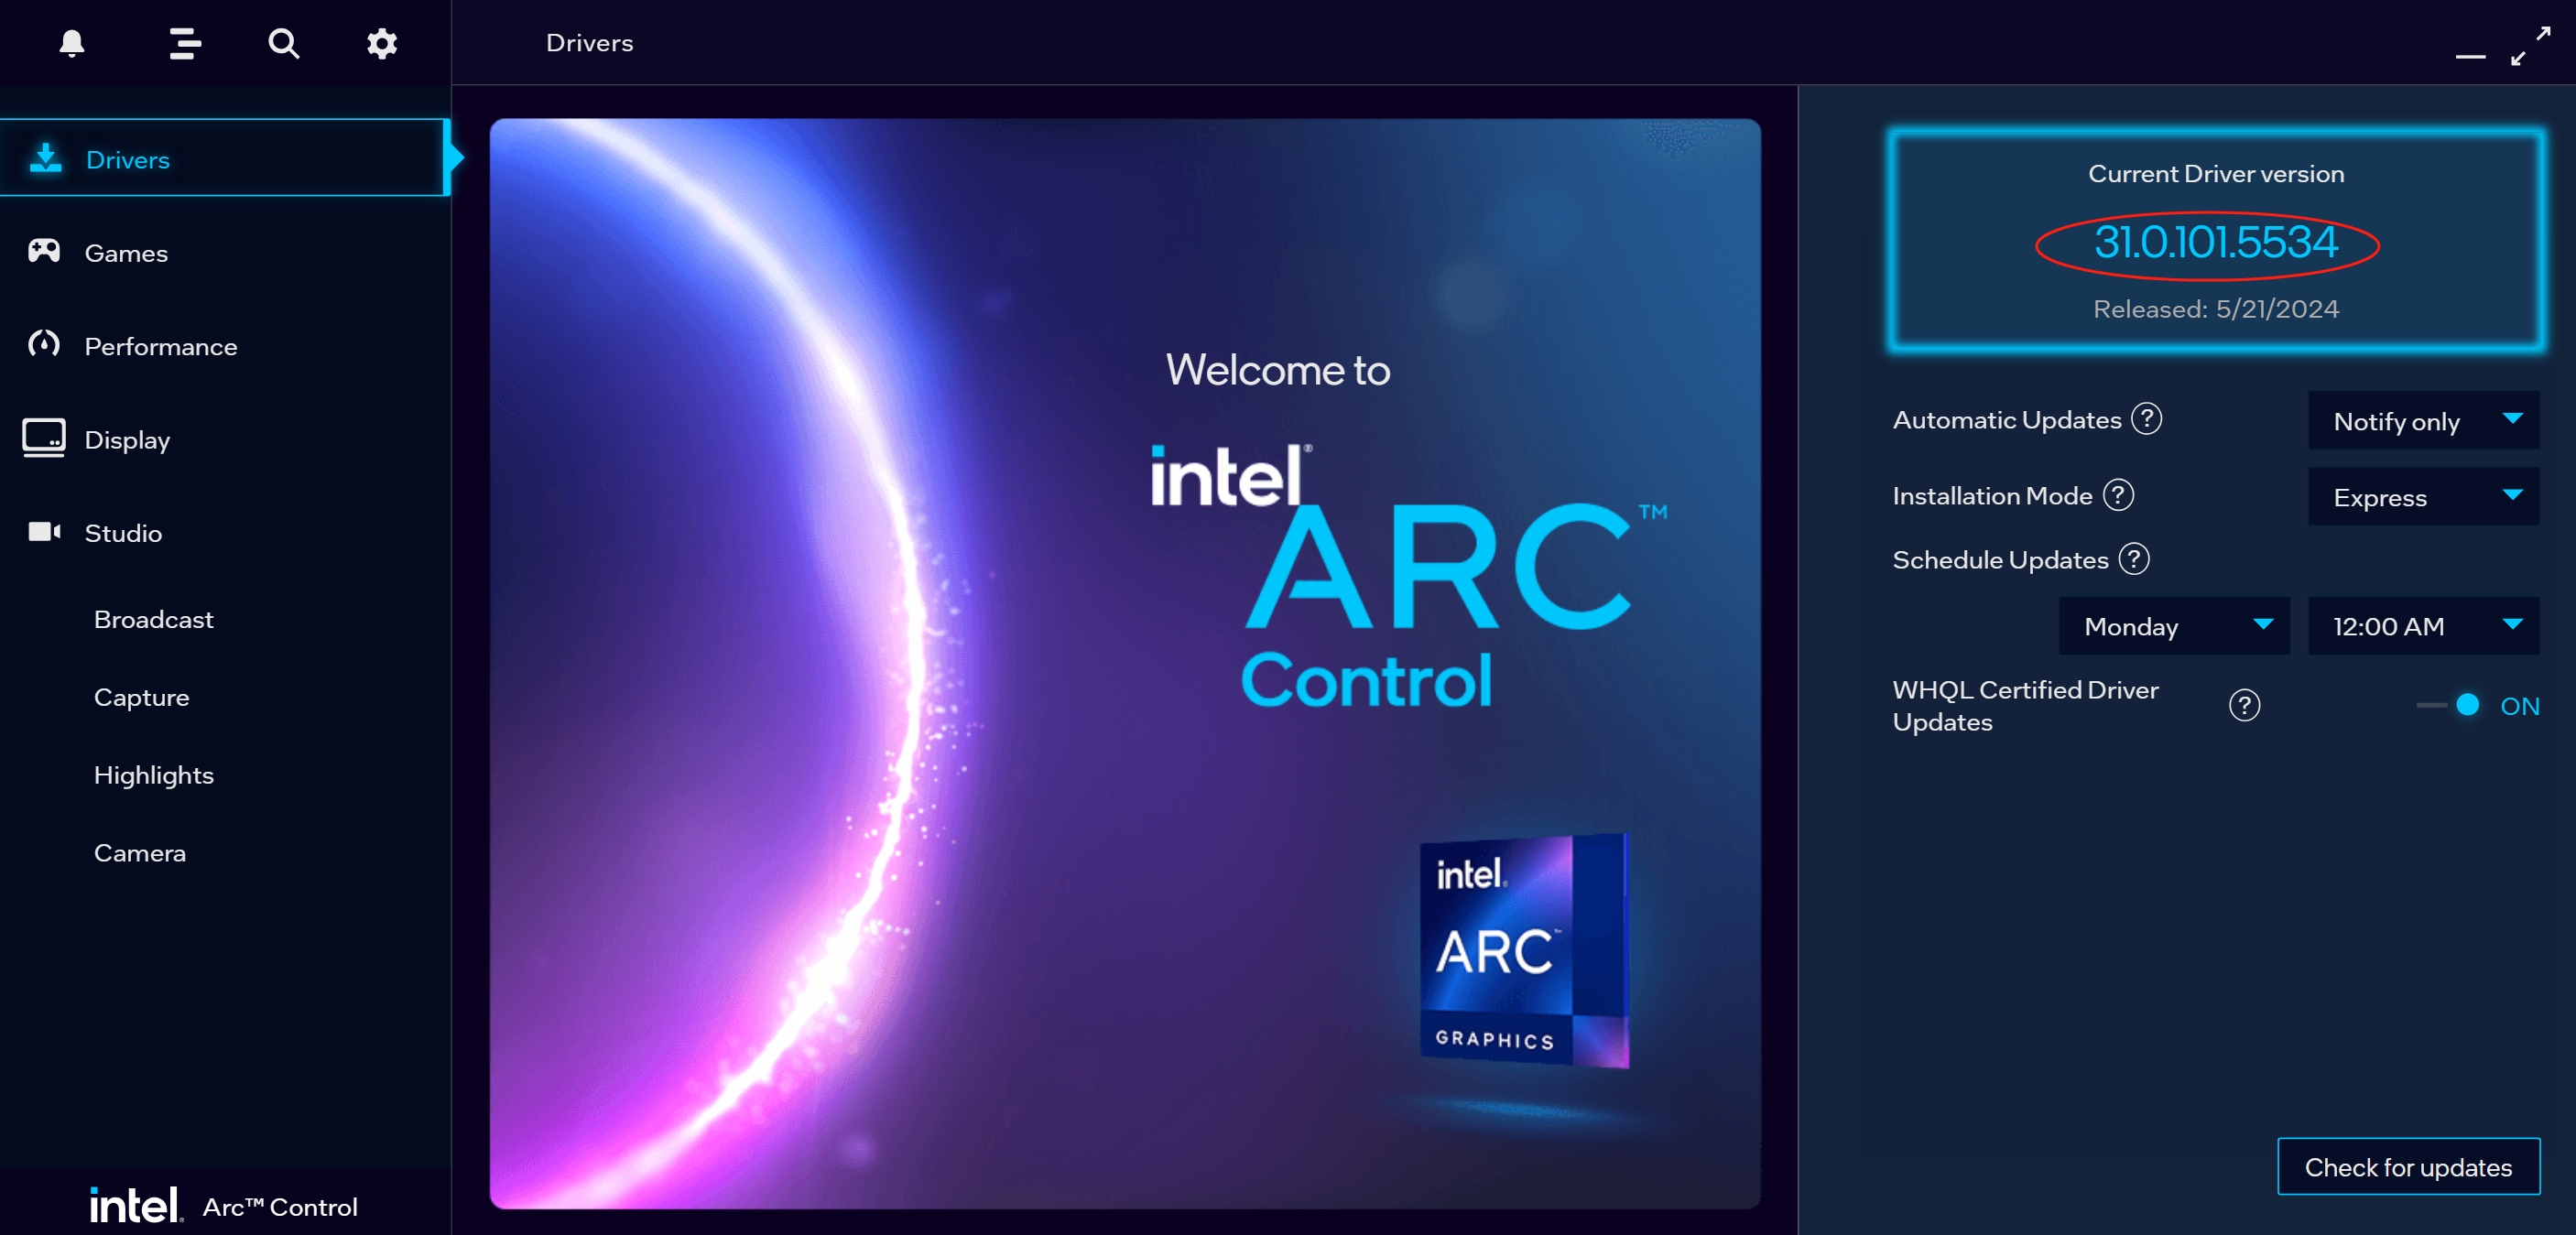 Drivers
Drivers
Games
Performance
Display
Studio
Broadcast
Capture
Highlights
Camera
intel. Arc™ Control
Welcome to
intel®
ARC™
Control
intel.
ARC™
GRAPHICS
Current Driver version
31.0.101.5534
Released: 5/21/2024
Automatic Updates ? Notify only
Installation Mode ? Express
Schedule Updates ?
Monday 12:00 AM
WHQL Certified Driver
Updates ? ON
Check for updates